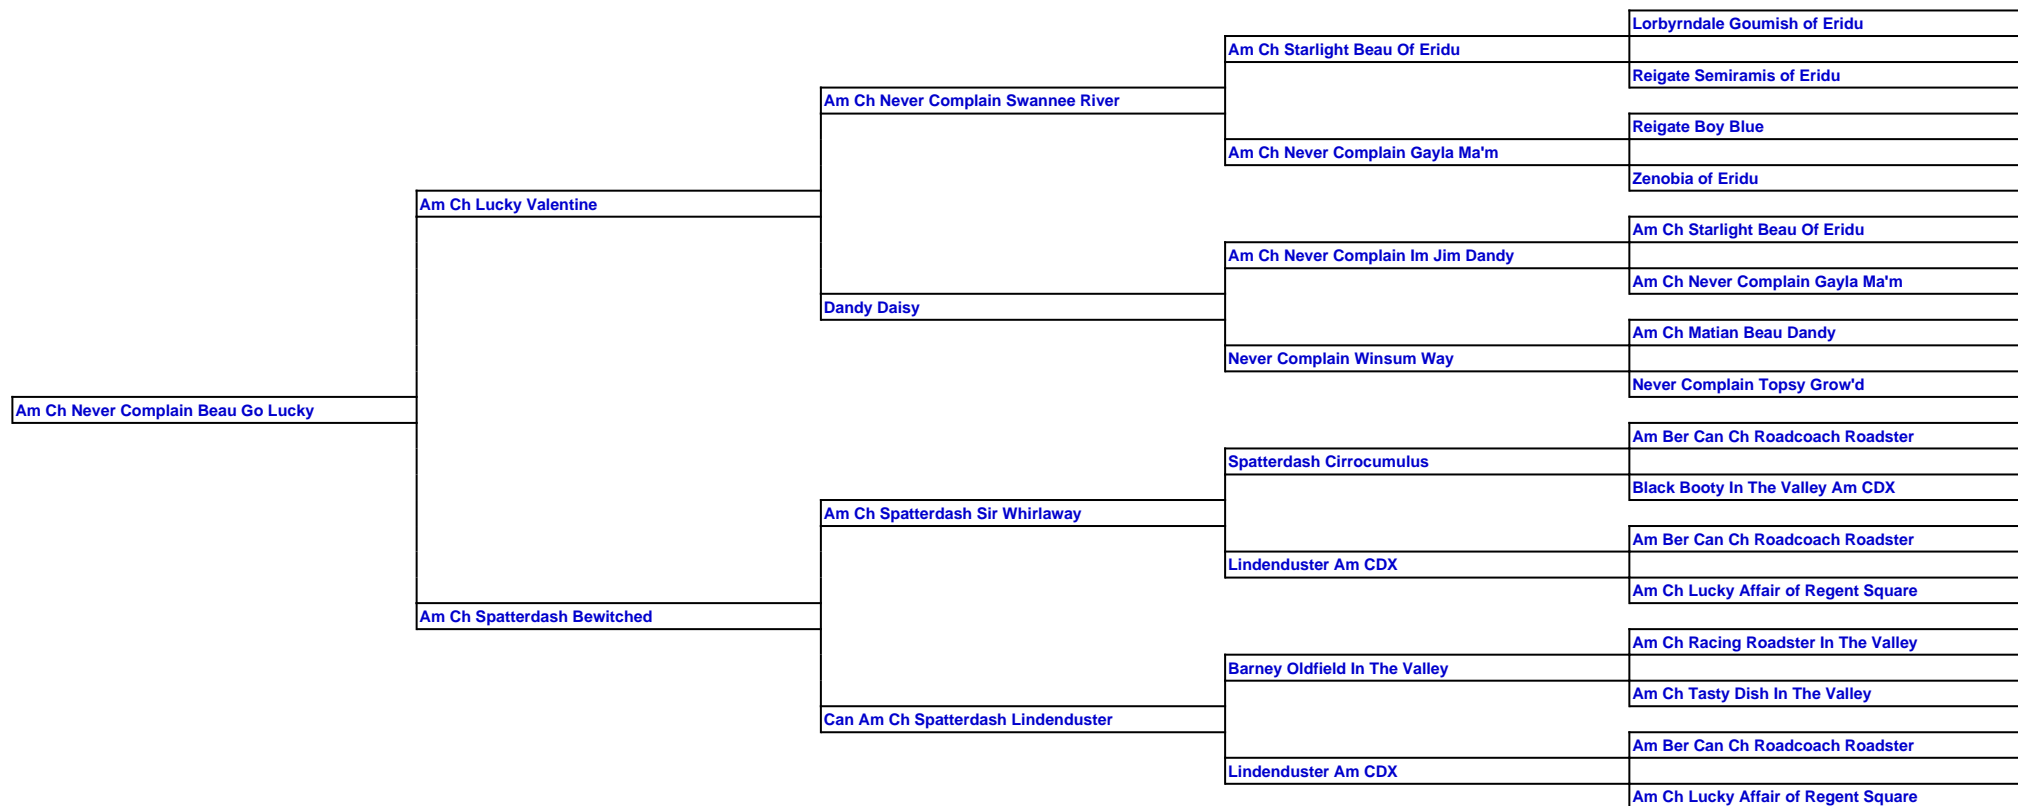 Lorbyrndale Goumish of Eridu
Am Ch Starlight Beau Of Eridu
Reigate Semiramis of Eridu
Am Ch Never Complain Swannee River
Reigate Boy Blue
Am Ch Never Complain Gayla Ma'm
Zenobia of Eridu
Am Ch Lucky Valentine
Am Ch Starlight Beau Of Eridu
Am Ch Never Complain Im Jim Dandy
Am Ch Never Complain Gayla Ma'm
Dandy Daisy
Am Ch Matian Beau Dandy
Never Complain Winsum Way
Never Complain Topsy Grow'd
Am Ch Never Complain Beau Go Lucky
Am Ber Can Ch Roadcoach Roadster
Spatterdash Cirrocumulus
Black Booty In The Valley Am CDX
Am Ch Spatterdash Sir Whirlaway
Am Ber Can Ch Roadcoach Roadster
Lindenduster Am CDX
Am Ch Lucky Affair of Regent Square
Am Ch Spatterdash Bewitched
Am Ch Racing Roadster In The Valley
Barney Oldfield In The Valley
Am Ch Tasty Dish In The Valley
Can Am Ch Spatterdash Lindenduster
Am Ber Can Ch Roadcoach Roadster
Lindenduster Am CDX
Am Ch Lucky Affair of Regent Square